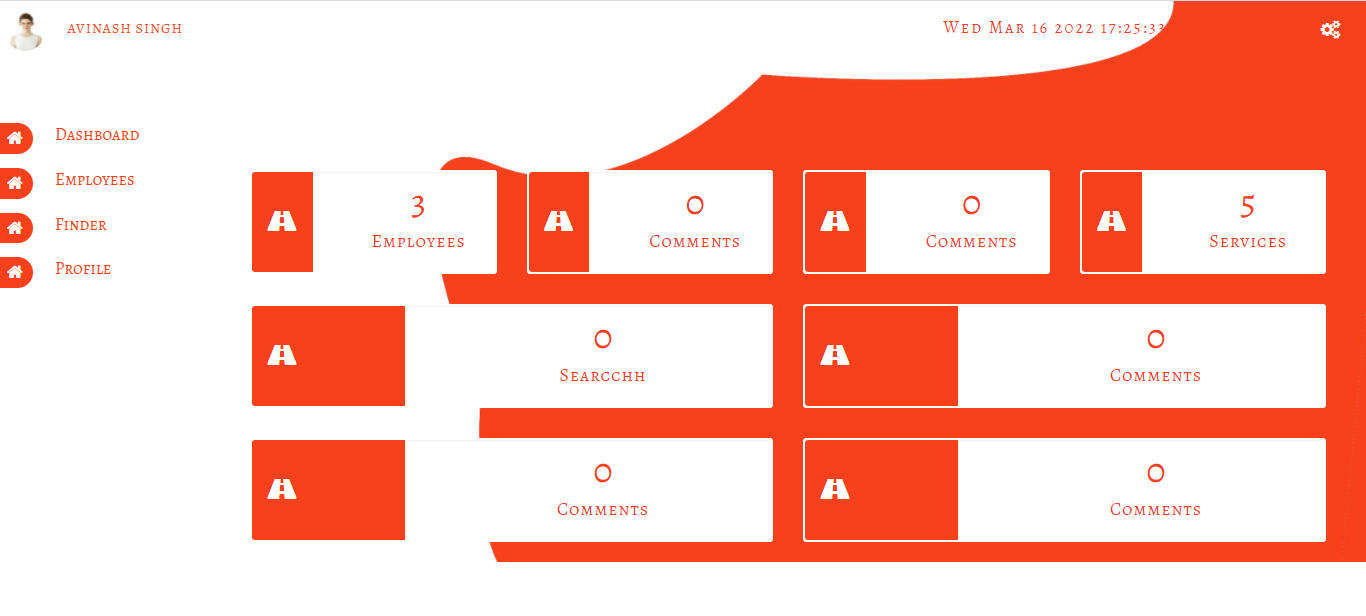 AVINASH SINGH
Wed Mar 16 2022 17:25:33
Dashboard
Employees
Finder
Profile
3
Employees
0
Comments
0
Comments
5
Services
0
Searcchh
0
Comments
0
Comments
0
Comments